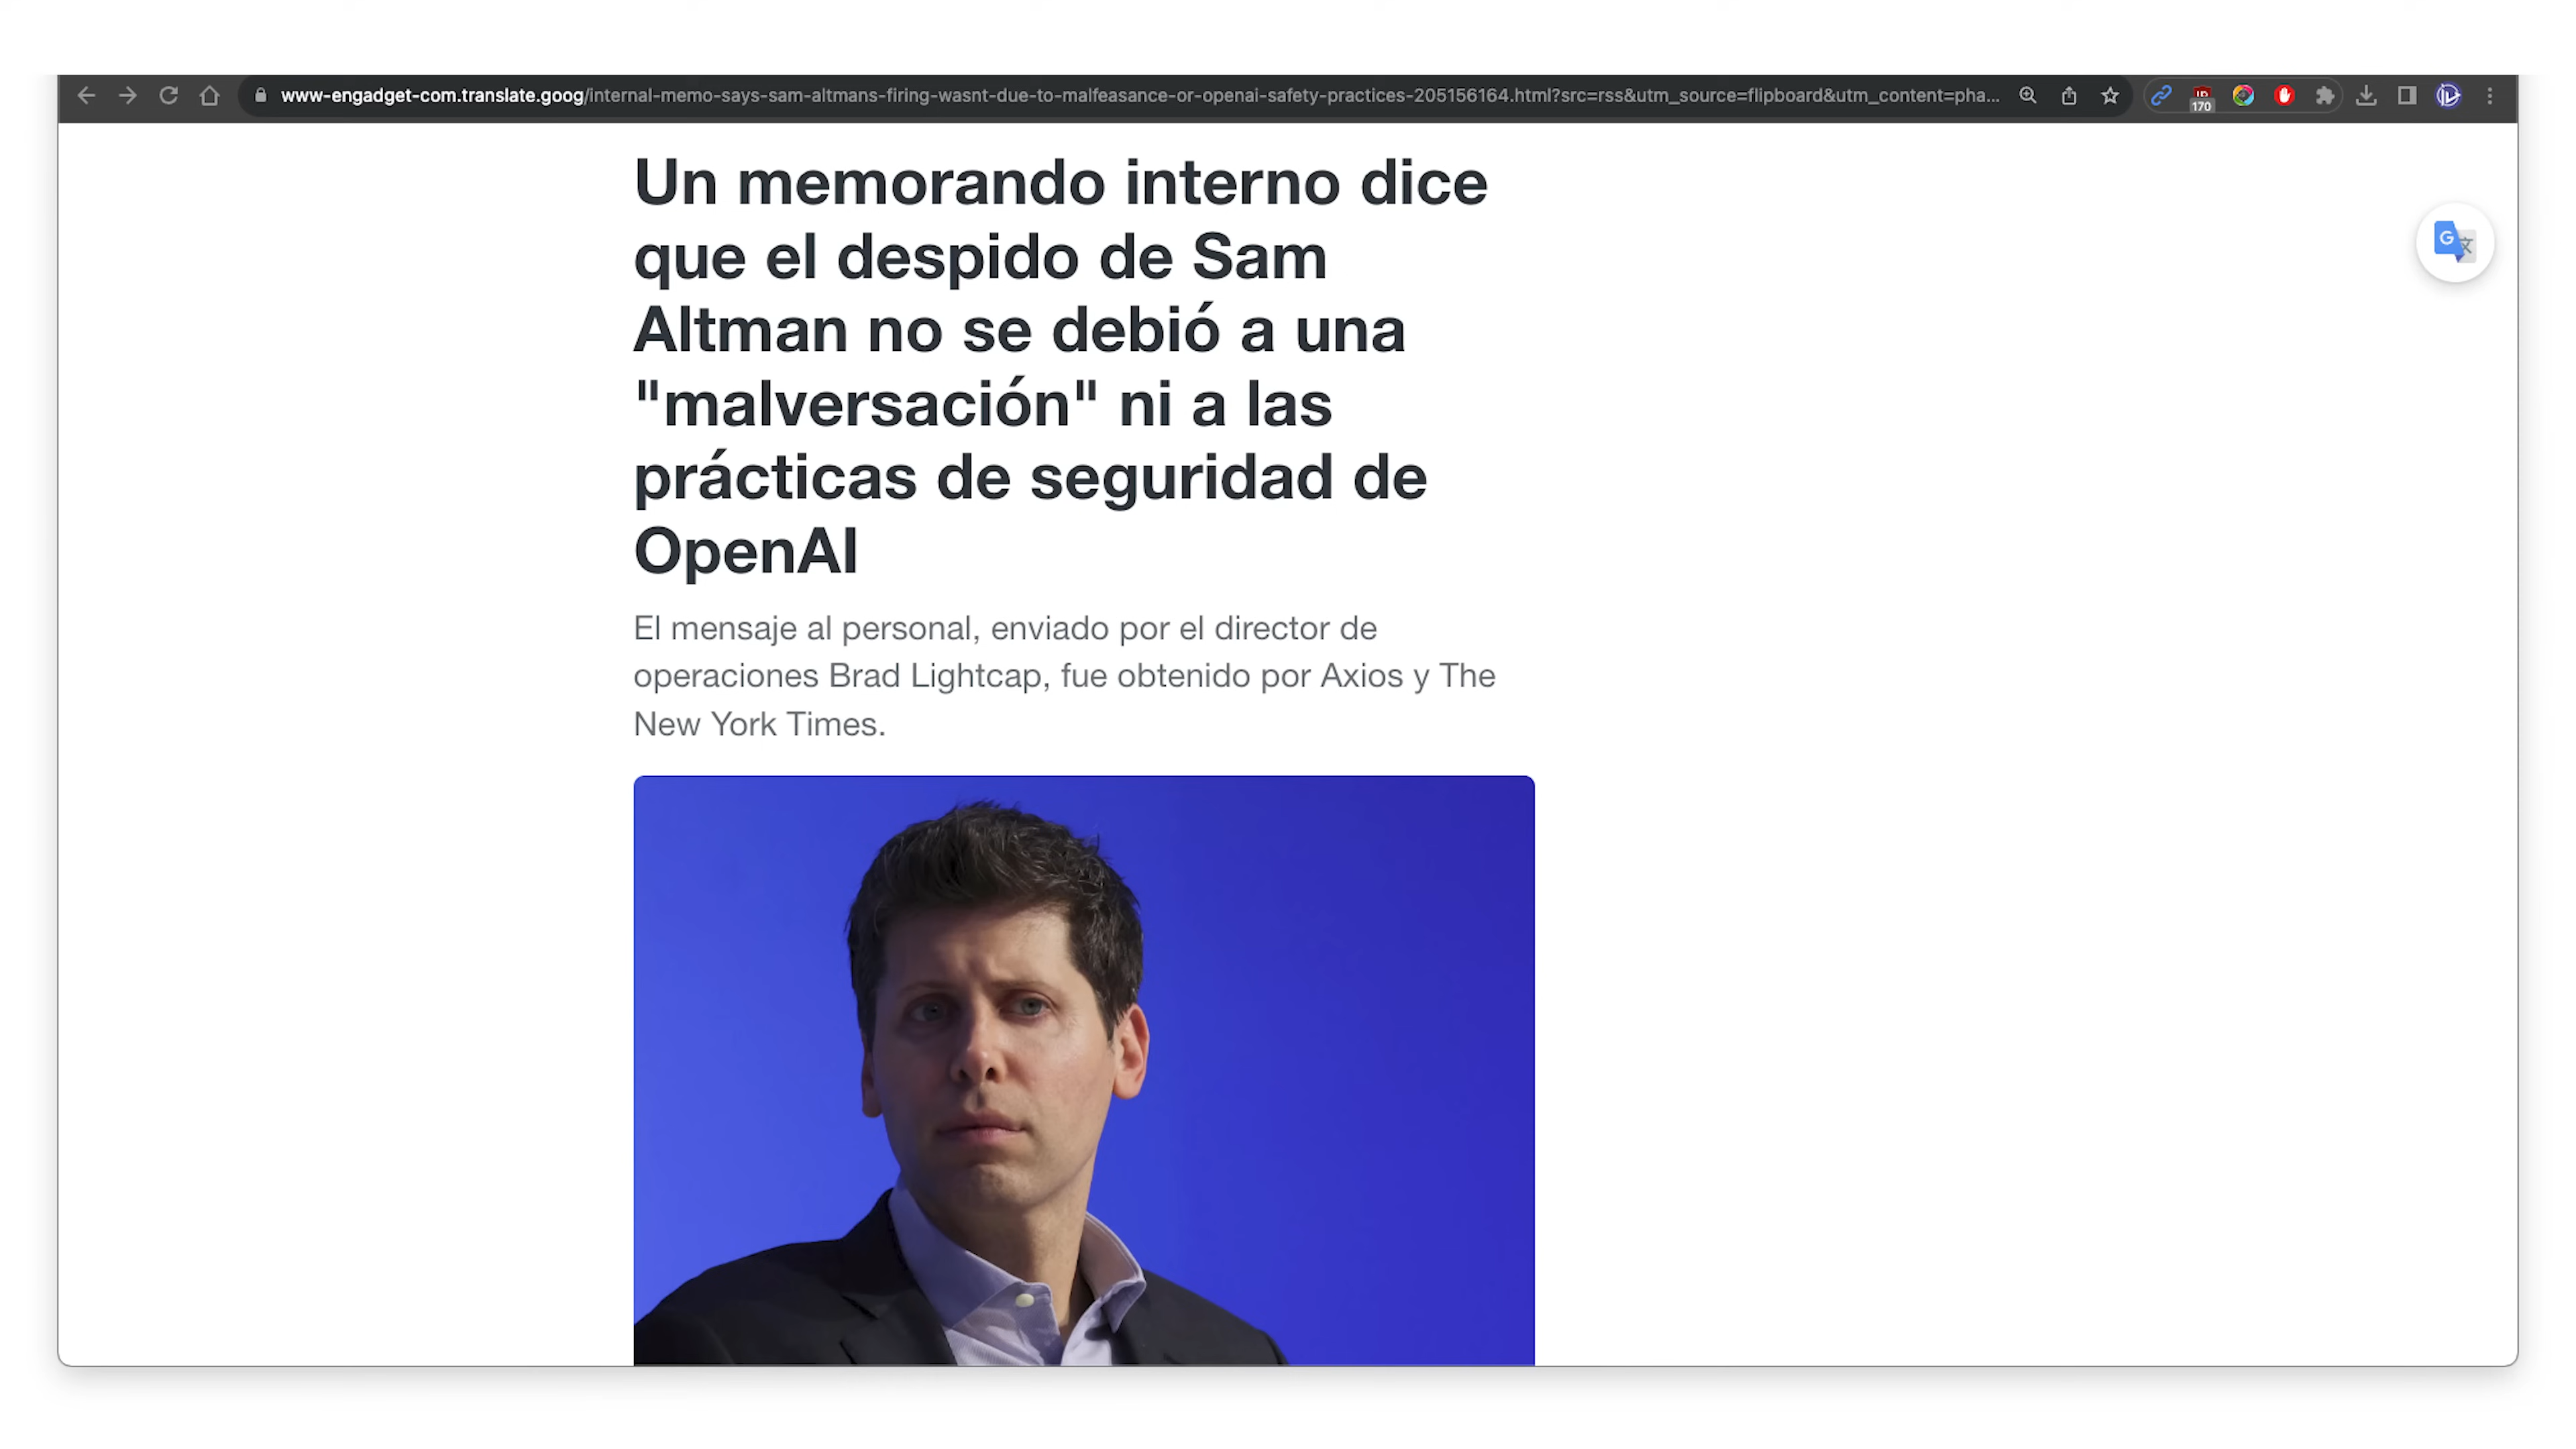 www-engadget-com.translate.goog/internal-memo-says-sam-altmans-firing-wasnt-due-to-malfeasance-or-openai-safety-practices-205156164.html?src=rss&utm_source=flipboard&utm_content=pha...
170
Un memorando interno dice
que el despido de Sam
Altman no se debió a una
"malversación" ni a las
prácticas de seguridad de
OpenAI
El mensaje al personal, enviado por el director de
operaciones Brad Lightcap, fue obtenido por Axios y The
New York Times.